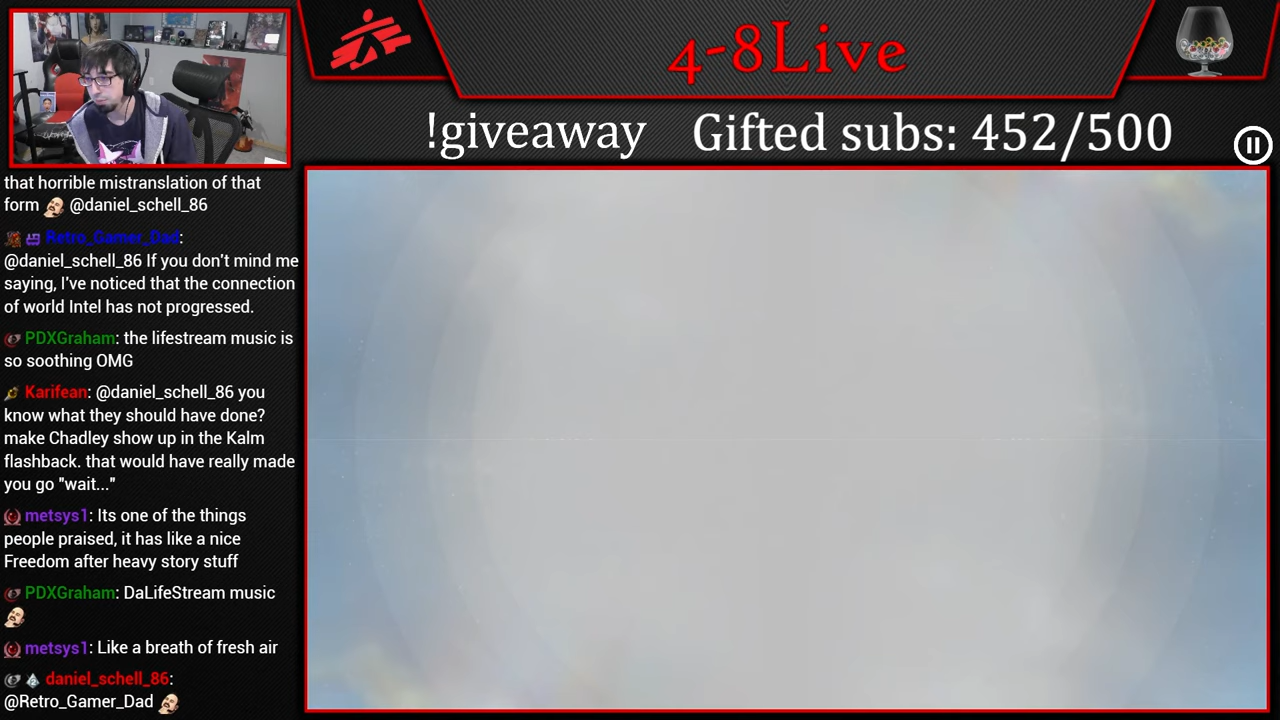 4-8Live
!giveaway
Gifted subs: 452/500
that horrible mistranslation of that
form @daniel_schell_86
Retro_Gamer_Dad:
@daniel_schell_86 If you don't mind me
saying, I've noticed that the connection
of world Intel has not progressed.
PDXGraham: the lifestream music is
so soothing OMG
Karifean: @daniel_schell_86 you
know what they should have done?
make Chadley show up in the Kalm
flashback. that would have really made
you go "wait..."
metsys1: Its one of the things
people praised, it has like a nice
Freedom after heavy story stuff
PDXGraham: DaLifeStream music
metsys1: Like a breath of fresh air
daniel_schell_86:
@Retro_Gamer_Dad